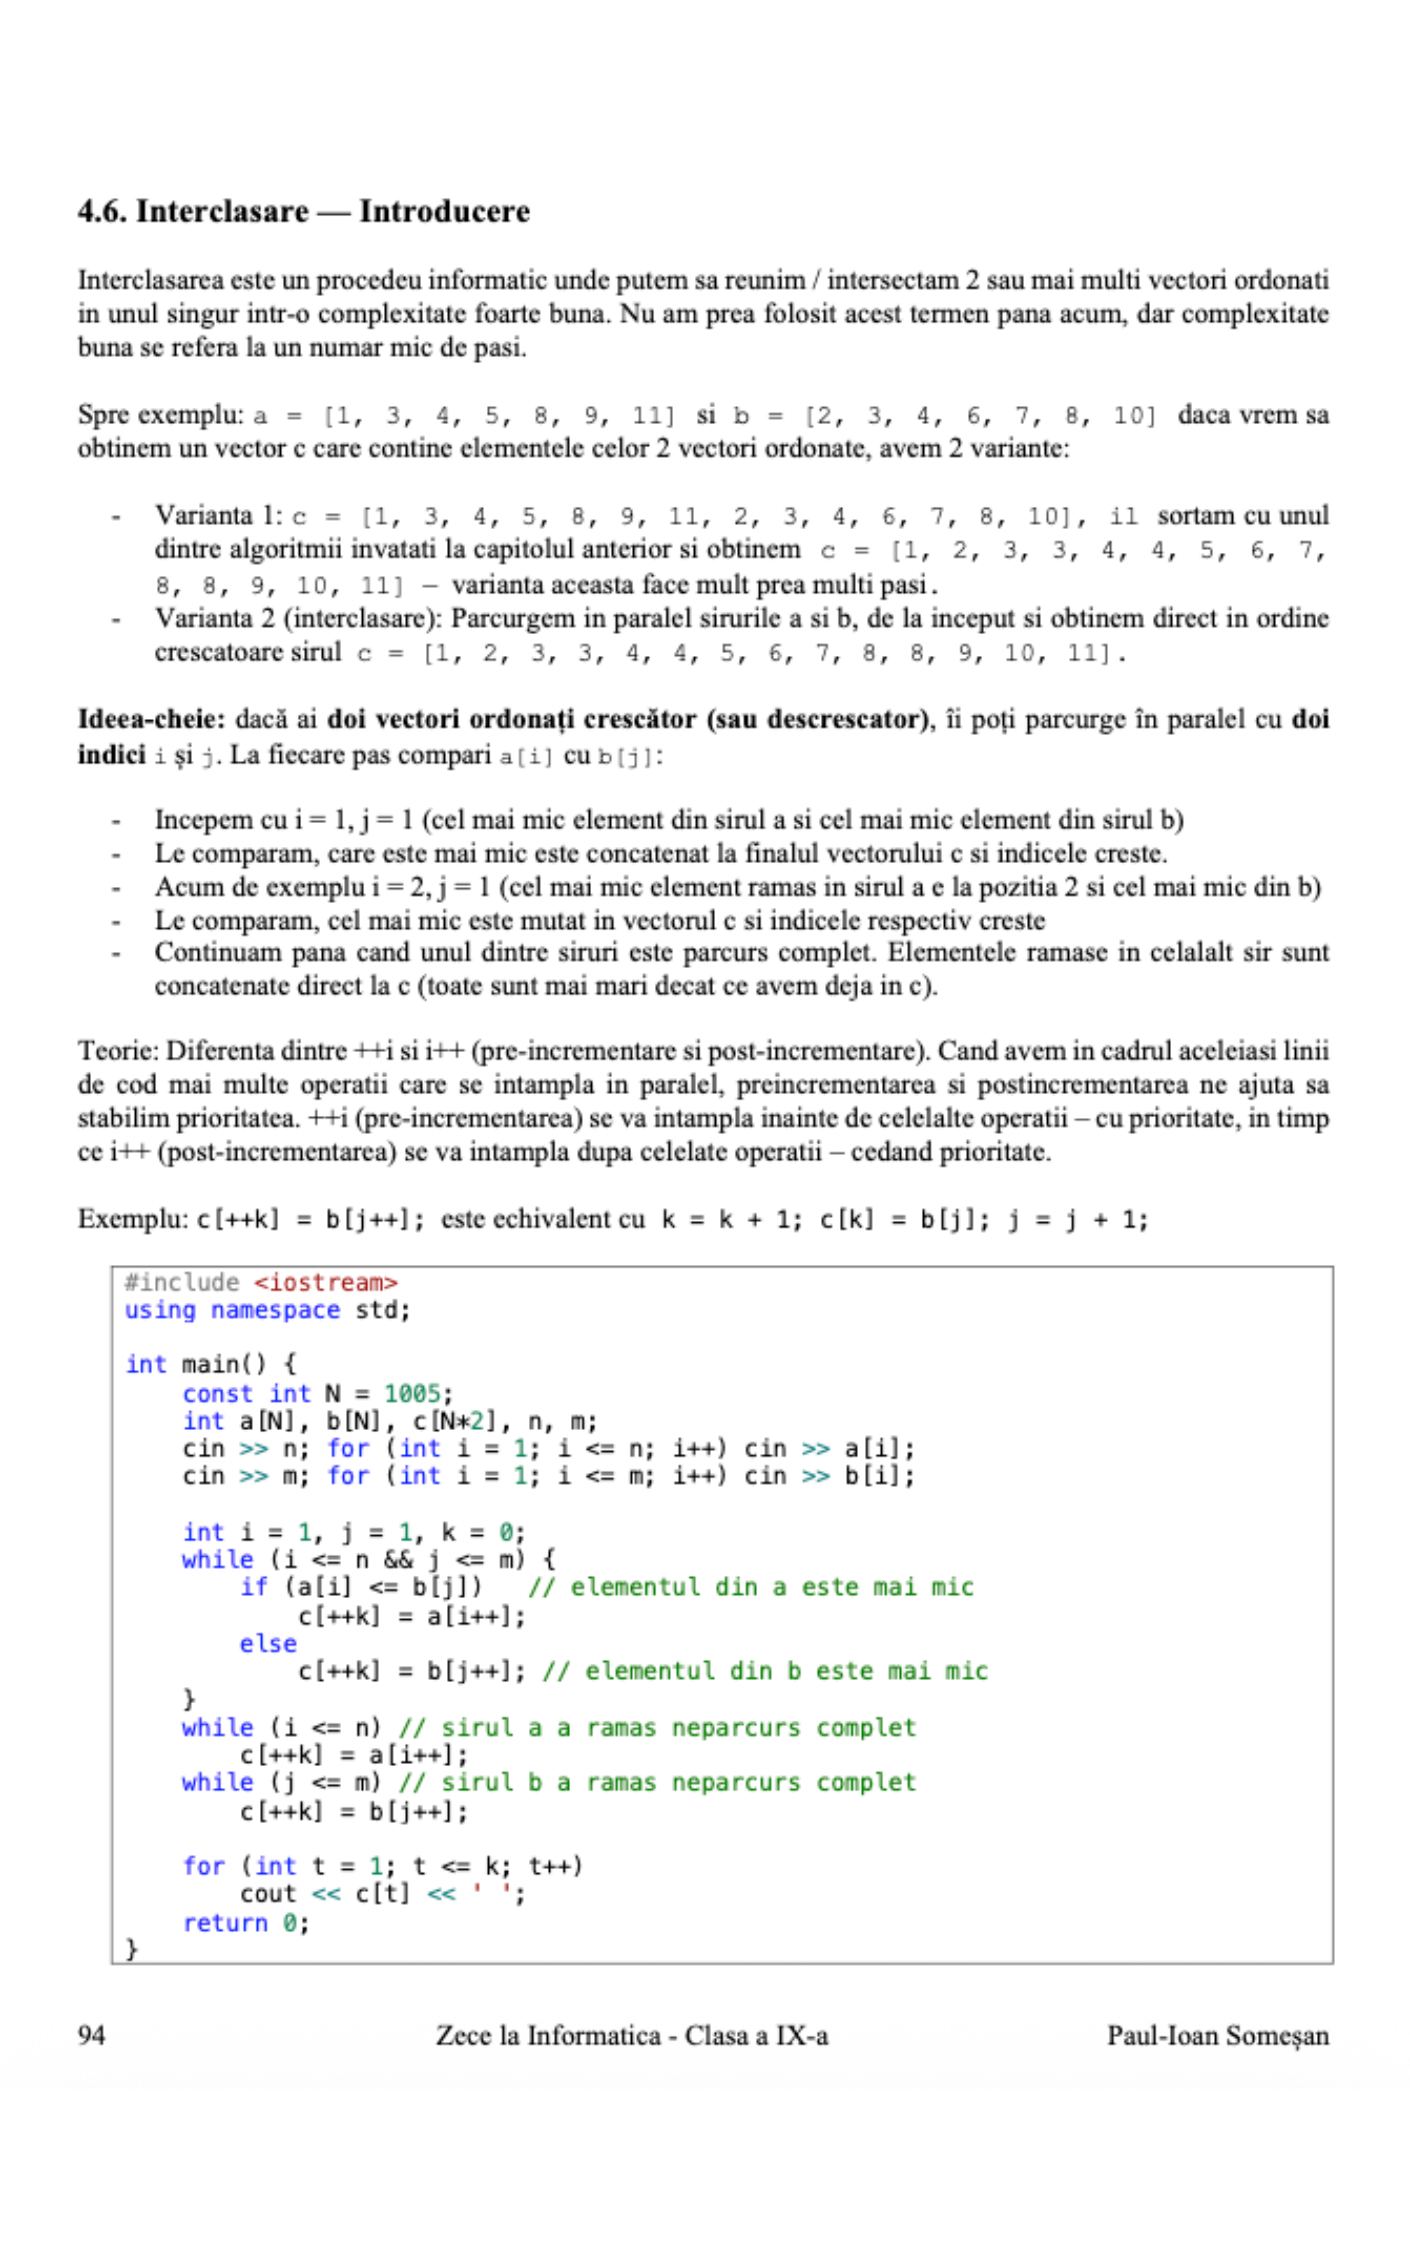 4.6. Interclasare — Introducere
Interclasarea este un procedeu informatic unde putem sa reunim / intersectam 2 sau mai multi vectori ordonati
in unul singur intr-o complexitate foarte buna. Nu am prea folosit acest termen pana acum, dar complexitate
buna se refera la un numar mic de pasi.
Spre exemplu: a = [1, 3, 4, 5, 8, 9, 11] si b = [2, 3, 4, 6, 7, 8, 10] daca vrem sa
obtinem un vector c care contine elementele celor 2 vectori ordonate, avem 2 variante:
- Varianta 1: c = [1, 3, 4, 5, 8, 9, 11, 2, 3, 4, 6, 7, 8, 10], il sortam cu unul
dintre algoritmii invatati la capitolul anterior si obtinem c = [1, 2, 3, 3, 4, 4, 5, 6, 7,
8, 8, 9, 10, 11] – varianta aceasta face mult prea multi pasi.
- Varianta 2 (interclasare): Parcurgem in paralel sirurile a si b, de la inceput si obtinem direct in ordine
crescatoare sirul c = [1, 2, 3, 3, 4, 4, 5, 6, 7, 8, 8, 9, 10, 11].
Ideea-cheie: dacă ai doi vectori ordonați crescător (sau descrescator), îi poți parcurge în paralel cu doi
indici i și j. La fiecare pas compari a[i] cu b[j]:
- Incepem cu i = 1, j = 1 (cel mai mic element din sirul a si cel mai mic element din sirul b)
- Le comparam, care este mai mic este concatenat la finalul vectorului c si indicele creste.
- Acum de exemplu i = 2, j = 1 (cel mai mic element ramas in sirul a e la pozitia 2 si cel mai mic din b)
- Le comparam, cel mai mic este mutat in vectorul c si indicele respectiv creste
- Continuam pana cand unul dintre siruri este parcurs complet. Elementele ramase in celalalt sir sunt
concatenate direct la c (toate sunt mai mari decat ce avem deja in c).
Teorie: Diferenta dintre ++i si i++ (pre-incrementare si post-incrementare). Cand avem in cadrul aceleiasi linii
de cod mai multe operatii care se intampla in paralel, preincrementarea si postincrementarea ne ajuta sa
stabilim prioritatea. ++i (pre-incrementarea) se va intampla inainte de celelalte operatii – cu prioritate, in timp
ce i++ (post-incrementarea) se va intampla dupa celelate operatii – cedand prioritate.
Exemplu: c[++k] = b[j++]; este echivalent cu k = k + 1; c[k] = b[j]; j = j + 1;
#include <iostream>
using namespace std;
int main() {
const int N = 1005;
int a[N], b[N], c[N*2], n, m;
cin >> n; for (int i = 1; i <= n; i++) cin >> a[i];
cin >> m; for (int i = 1; i <= m; i++) cin >> b[i];
int i = 1, j = 1, k = 0;
while (i <= n && j <= m) {
if (a[i] <= b[j]) // elementul din a este mai mic
c[++k] = a[i++];
else
c[++k] = b[j++]; // elementul din b este mai mic
}
while (i <= n) // sirul a a ramas neparcurs complet
c[++k] = a[i++];
while (j <= m) // sirul b a ramas neparcurs complet
c[++k] = b[j++];
for (int t = 1; t <= k; t++)
cout << c[t] << ' ';
return 0;
}
94 Zece la Informatica - Clasa a IX-a Paul-Ioan Someșan